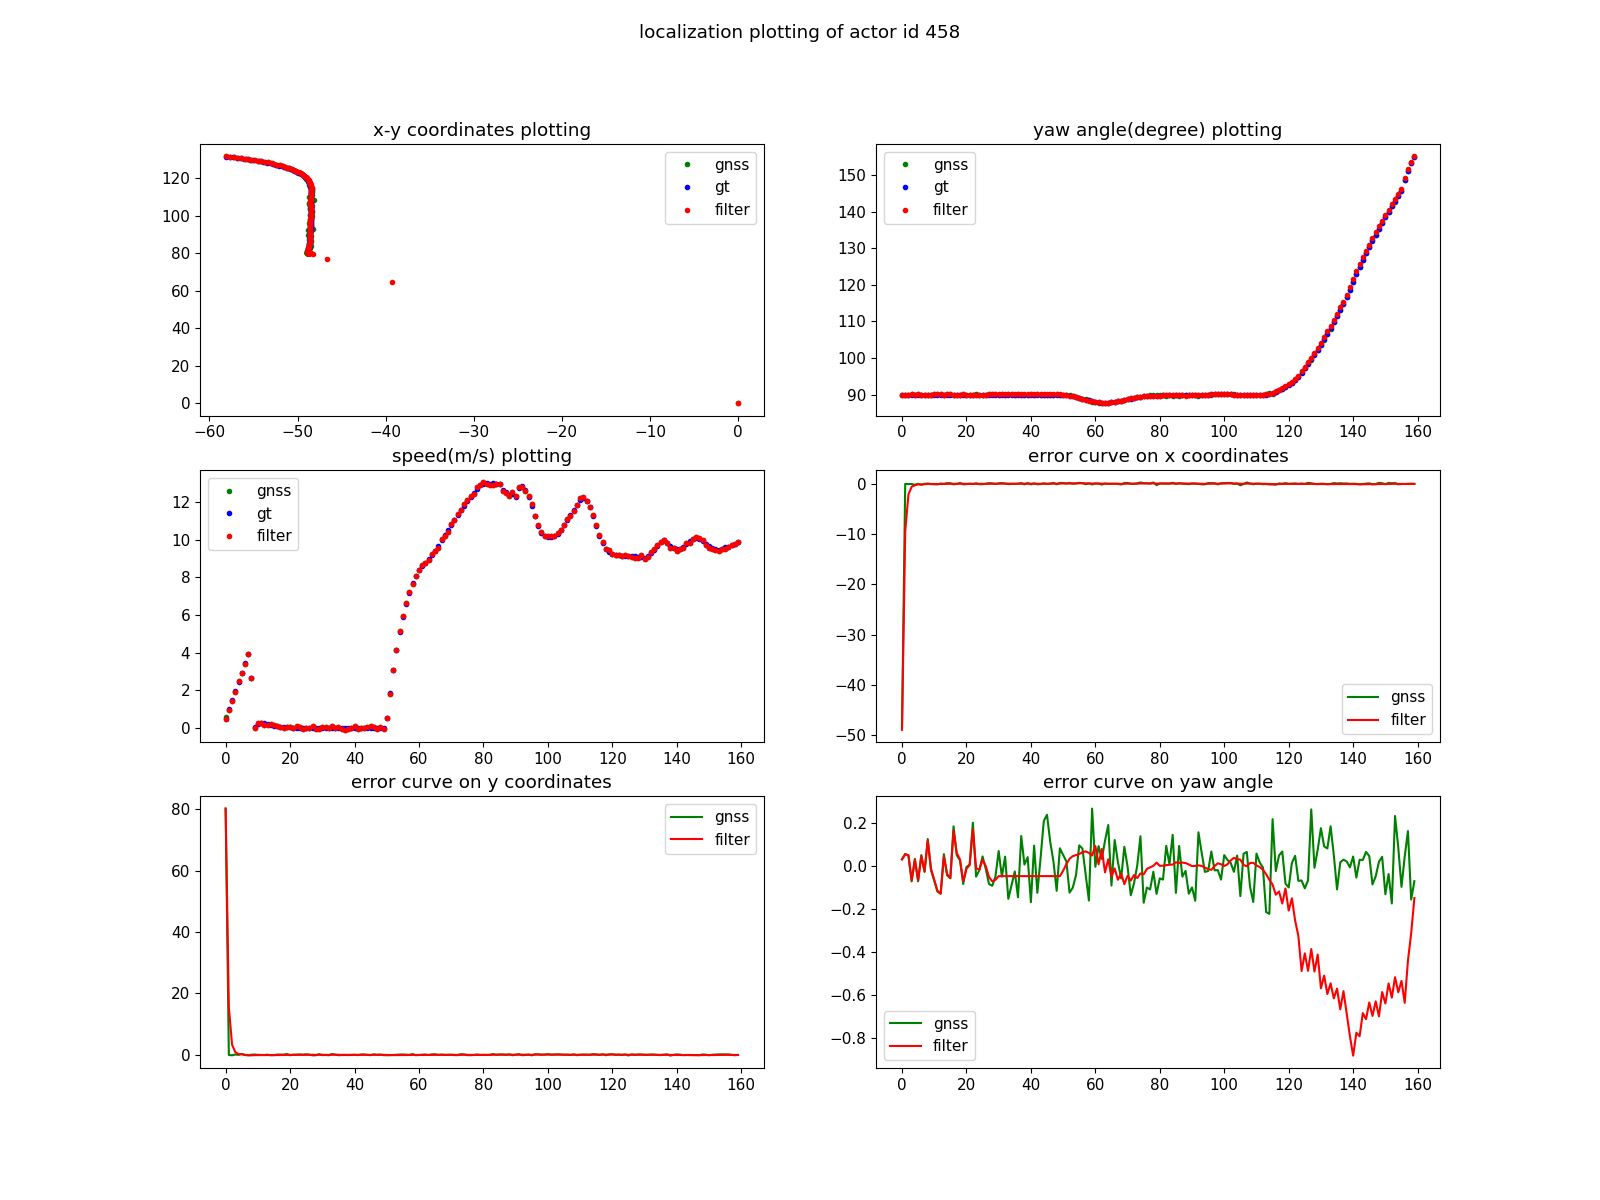 localization plotting of actor id 458
x-y coordinates plotting
gnss
gt
filter
120
100
80
60
40
20
0
−60 −50 −40 −30 −20 −10 0
yaw angle(degree) plotting
gnss
gt
filter
150
140
130
120
110
100
90
0 20 40 60 80 100 120 140 160
speed(m/s) plotting
gnss
gt
filter
12
10
8
6
4
2
0
0 20 40 60 80 100 120 140 160
error curve on x coordinates
0
−10
−20
−30
−40
−50
gnss
filter
0 20 40 60 80 100 120 140 160
error curve on y coordinates
gnss
filter
80
60
40
20
0
0 20 40 60 80 100 120 140 160
error curve on yaw angle
0.2
0.0
−0.2
−0.4
−0.6
−0.8
gnss
filter
0 20 40 60 80 100 120 140 160